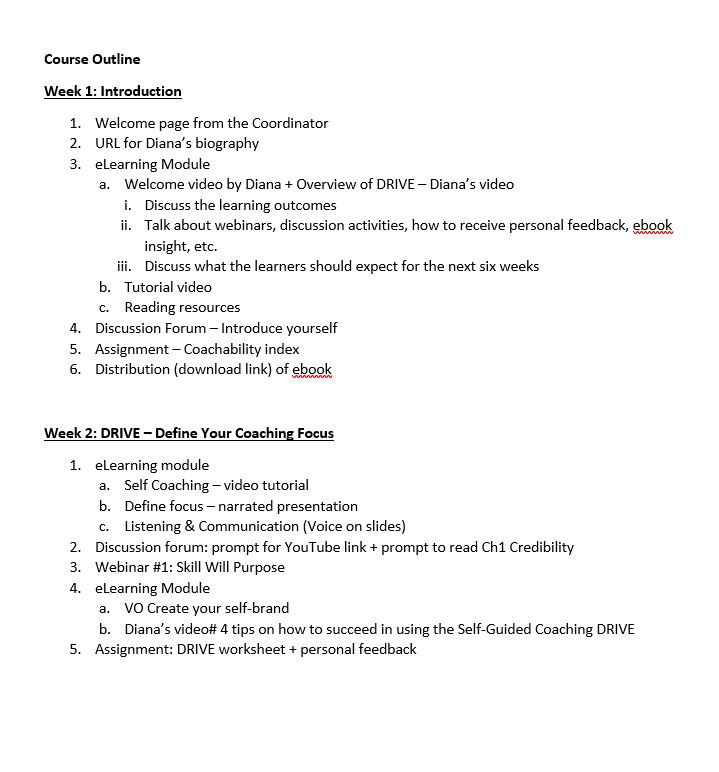 Course Outline
Week 1: Introduction
1. Welcome page from the Coordinator
2. URL for Diana's biography
3. eLearning Module
a. Welcome video by Diana + Overview of DRIVE – Diana's video
i. Discuss the learning outcomes
ii. Talk about webinars, discussion activities, how to receive personal feedback, ebook
insight, etc.
iii. Discuss what the learners should expect for the next six weeks
b. Tutorial video
c. Reading resources
4. Discussion Forum – Introduce yourself
5. Assignment – Coachability index
6. Distribution (download link) of ebook
Week 2: DRIVE – Define Your Coaching Focus
1. eLearning module
a. Self Coaching – video tutorial
b. Define focus – narrated presentation
c. Listening & Communication (Voice on slides)
2. Discussion forum: prompt for YouTube link + prompt to read Ch1 Credibility
3. Webinar #1: Skill Will Purpose
4. eLearning Module
a. VO Create your self-brand
b. Diana's video# 4 tips on how to succeed in using the Self-Guided Coaching DRIVE
5. Assignment: DRIVE worksheet + personal feedback